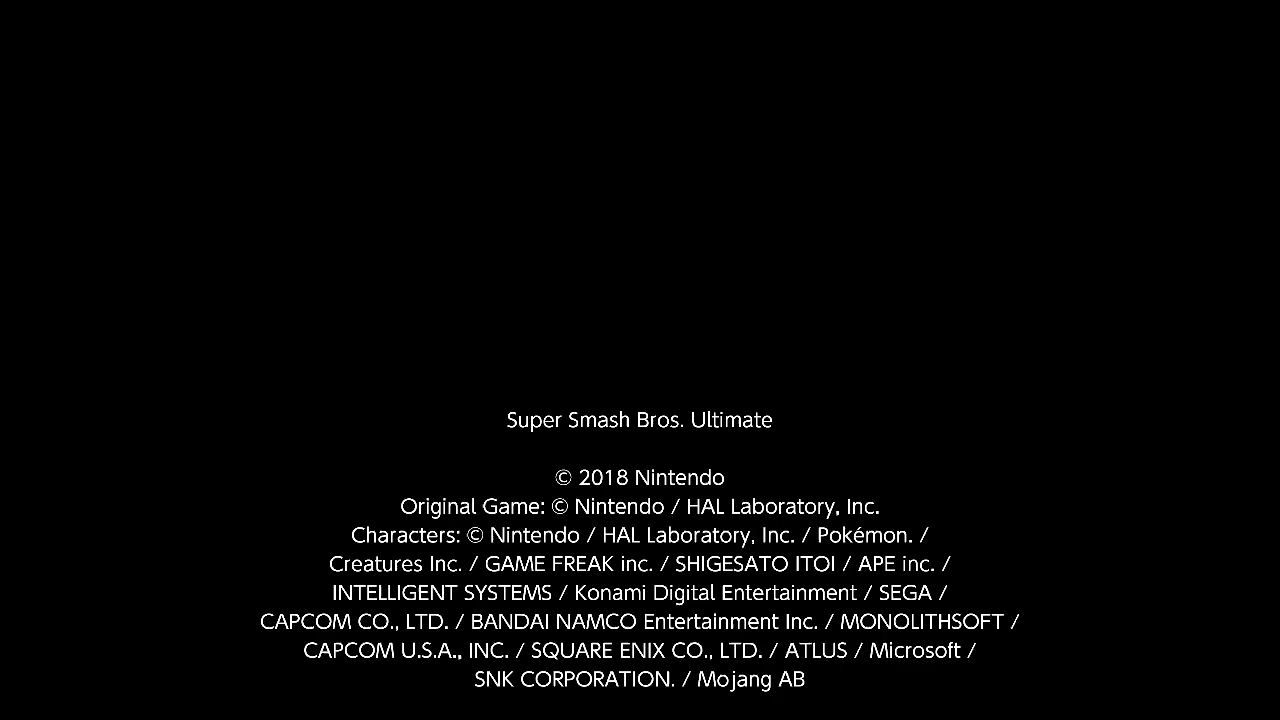 Super Smash Bros. Ultimate
© 2018 Nintendo
Original Game: © Nintendo / HAL Laboratory, Inc.
Characters: © Nintendo / HAL Laboratory, Inc. / Pokémon. /
Creatures Inc. / GAME FREAK inc. / SHIGESATO ITOI / APE inc. /
INTELLIGENT SYSTEMS / Konami Digital Entertainment / SEGA /
CAPCOM CO., LTD. / BANDAI NAMCO Entertainment Inc. / MONOLITHSOFT /
CAPCOM U.S.A., INC. / SQUARE ENIX CO., LTD. / ATLUS / Microsoft /
SNK CORPORATION. / Mojang AB